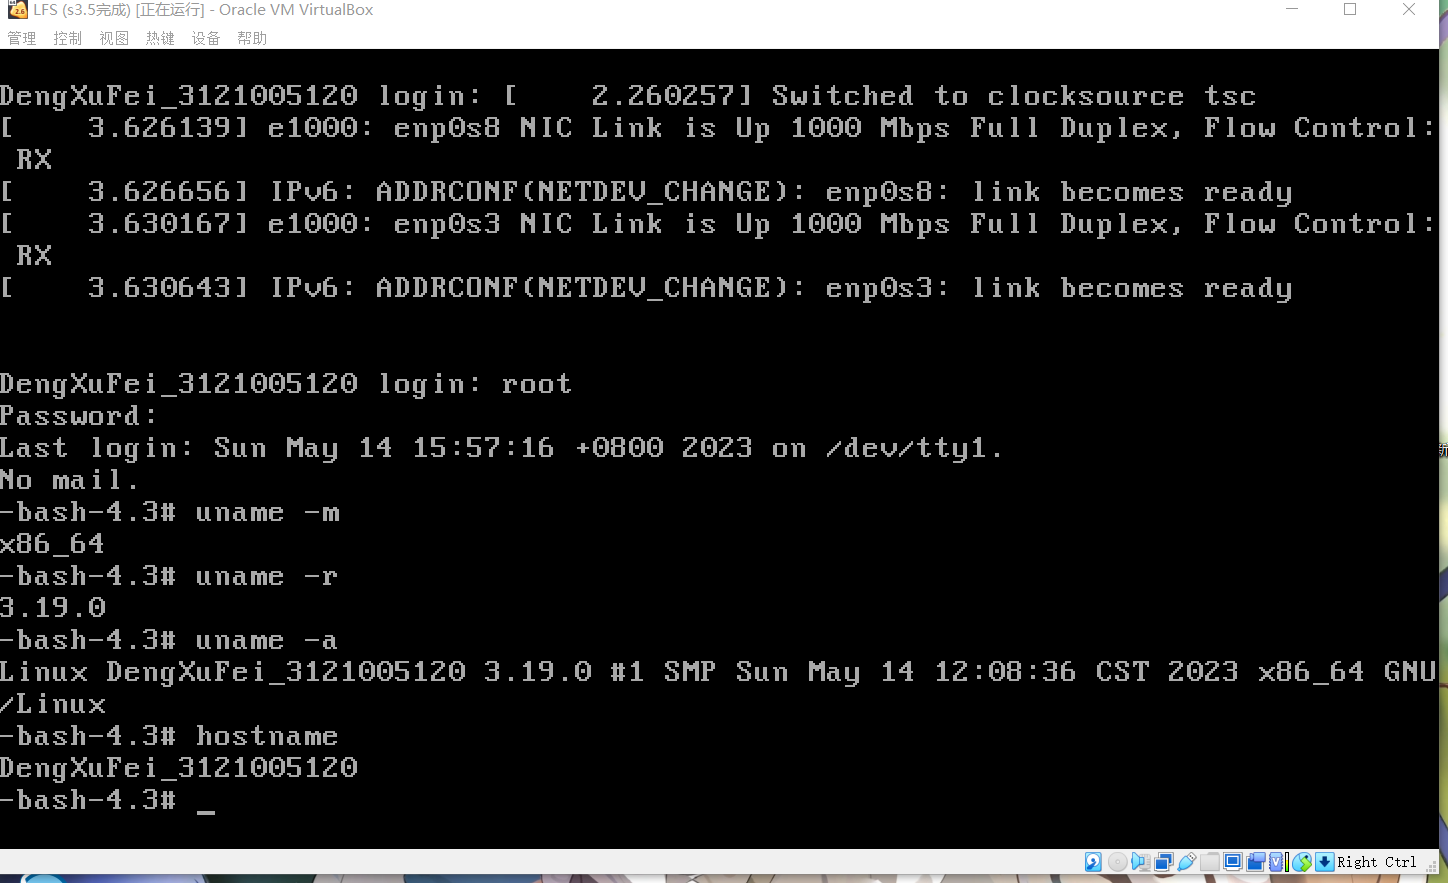 LFS (s3.5完成) [正在运行] - Oracle VM VirtualBox
管理 控制 视图 热键 设备 帮助
DengXuFei_3121005120 login: [    2.260257] Switched to clocksource tsc
[    3.626139] e1000: enp0s8 NIC Link is Up 1000 Mbps Full Duplex, Flow Control:
 RX
[    3.626656] IPv6: ADDRCONF(NETDEV_CHANGE): enp0s8: link becomes ready
[    3.630167] e1000: enp0s3 NIC Link is Up 1000 Mbps Full Duplex, Flow Control:
 RX
[    3.630643] IPv6: ADDRCONF(NETDEV_CHANGE): enp0s3: link becomes ready
DengXuFei_3121005120 login: root
Password:
Last login: Sun May 14 15:57:16 +0800 2023 on /dev/tty1.
No mail.
-bash-4.3# uname -m
x86_64
-bash-4.3# uname -r
3.19.0
-bash-4.3# uname -a
Linux DengXuFei_3121005120 3.19.0 #1 SMP Sun May 14 12:08:36 CST 2023 x86_64 GNU
/Linux
-bash-4.3# hostname
DengXuFei_3121005120
-bash-4.3# _
Right Ctrl